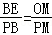 BE/PB = OM/PM